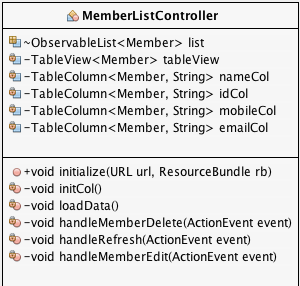 MemberListController
~ObservableList<Member> list
-TableView<Member> tableView
-TableColumn<Member, String> nameCol
-TableColumn<Member, String> idCol
-TableColumn<Member, String> mobileCol
-TableColumn<Member, String> emailCol
+void initialize(URL url, ResourceBundle rb)
-void initCol()
-void loadData()
-void handleMemberDelete(ActionEvent event)
-void handleRefresh(ActionEvent event)
-void handleMemberEdit(ActionEvent event)